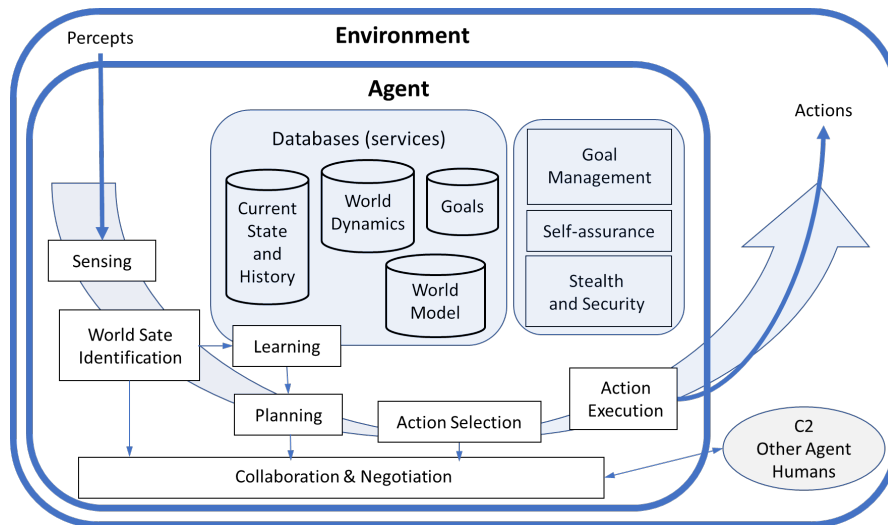 Percepts
Environment
Agent
Actions
Databases (services)
Current
State
and
History
World
Dynamics
Goals
World
Model
Goal
Management
Self-assurance
Stealth
and Security
Sensing
World Sate
Identification
Learning
Planning
Action Selection
Action
Execution
Collaboration & Negotiation
C2
Other Agent
Humans